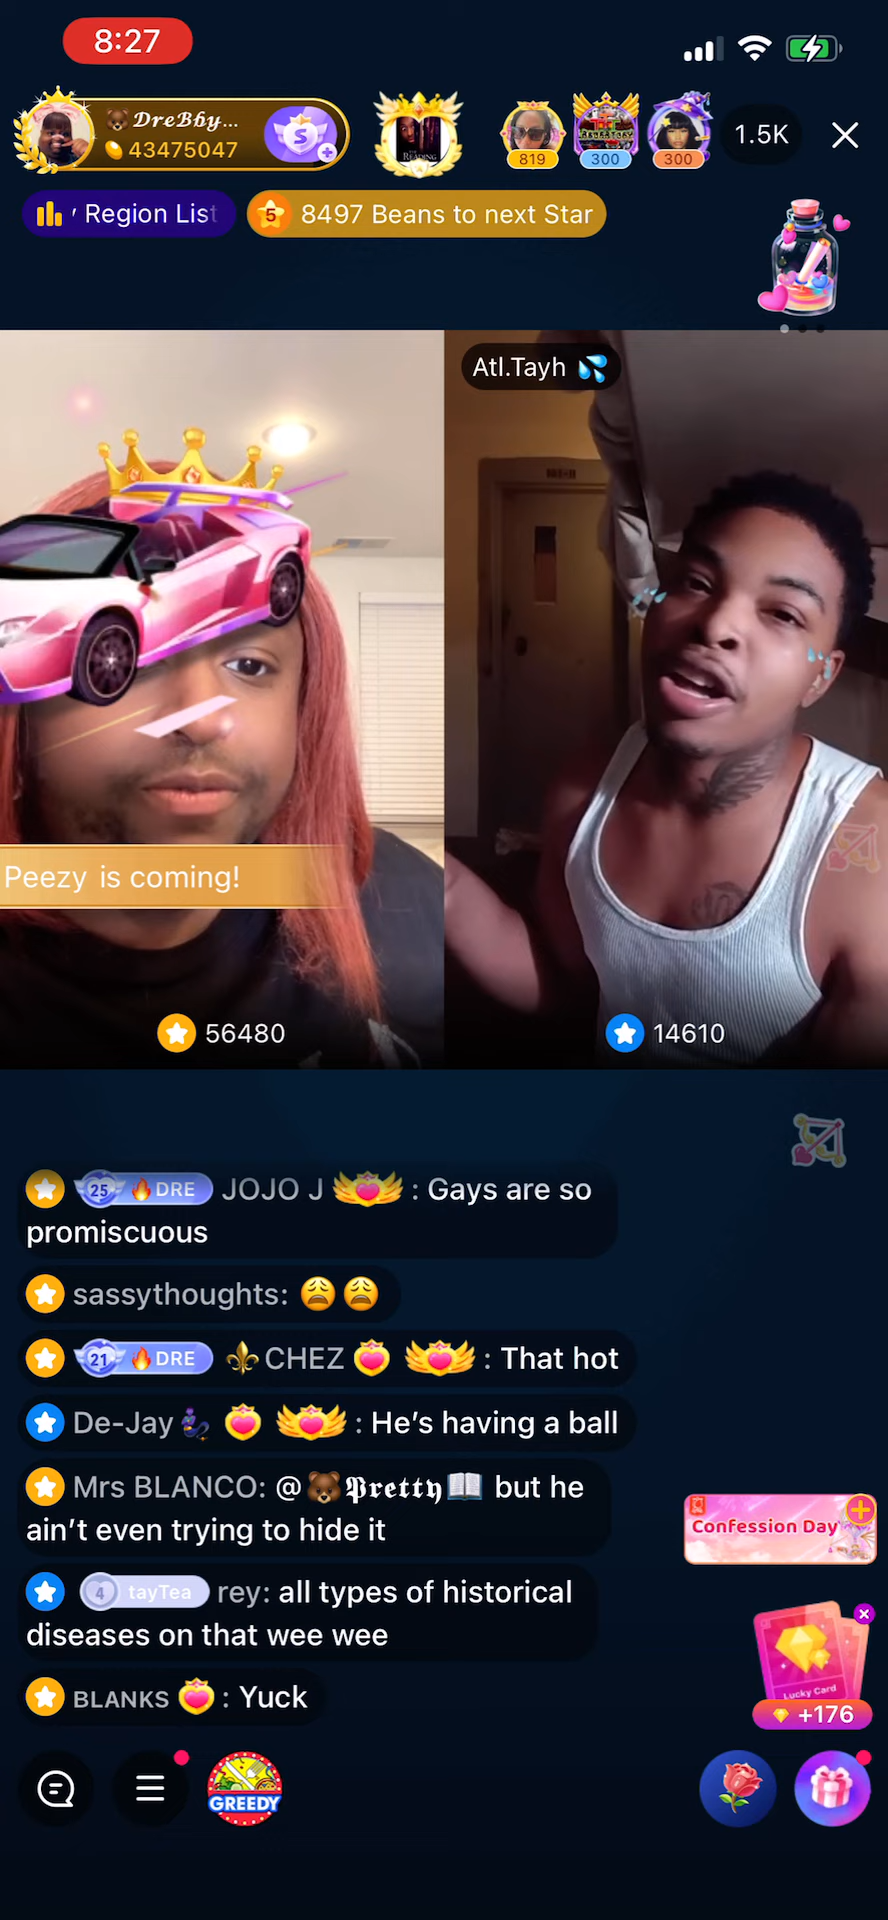 8:27
🐻 𝓓𝓻𝓮𝓑𝓫𝔂...
43475047
S
READING
819
300
300
1.5K
Region List
5
8497 Beans to next Star
Atl.Tayh 💦
Peezy is coming!
56480
14610
25 🔥DRE JOJO J : Gays are so
promiscuous
sassythoughts: 😩😩
21 🔥DRE ⚜️CHEZ : That hot
De-Jay : He’s having a ball
Mrs BLANCO: @🐻𝕻𝖗𝖊𝖙𝖙𝖞📖 but he
ain’t even trying to hide it
4 tayTea rey: all types of historical
diseases on that wee wee
BLANKS : Yuck
Confession Day
Lucky Card
+176
GREEDY